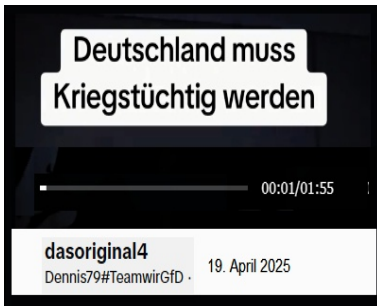 Deutschland muss
Kriegstüchtig werden
00:01/01:55
dasoriginal4
Dennis79#TeamwirGfD ·
19. April 2025